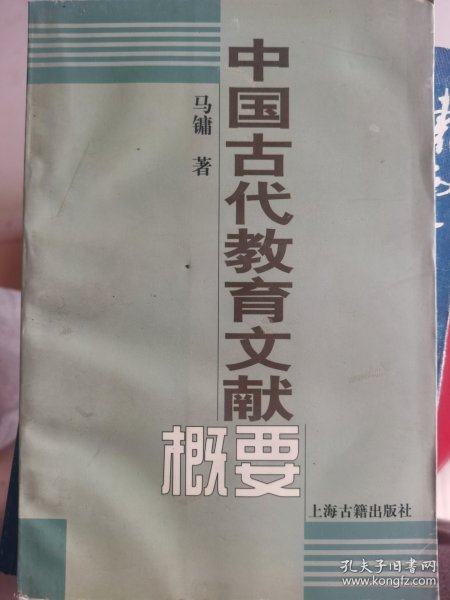 中国古代教育文献
概要
马镛 著
上海古籍出版社
孔夫子旧书网
www.kongfz.com